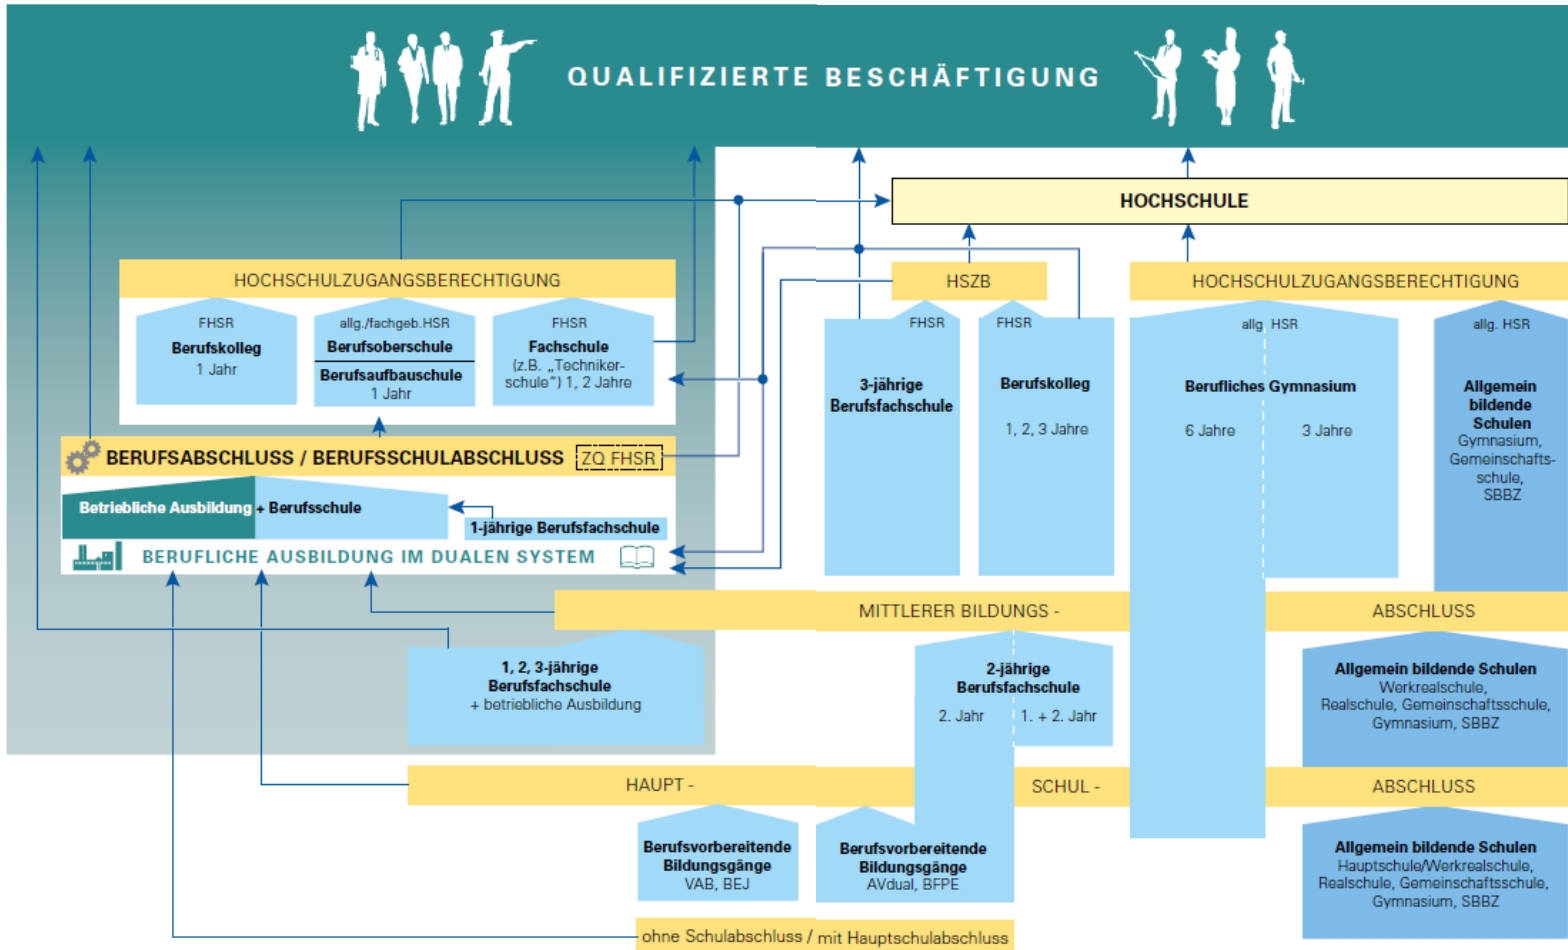 QUALIFIZIERTE BESCHÄFTIGUNG
HOCHSCHULE
HOCHSCHULZUGANGSBERECHTIGUNG
HSZB
HOCHSCHULZUGANGSBERECHTIGUNG
FHSR
Berufskolleg
1 Jahr
allg./fachgeb.HSR
Berufsoberschule
Berufsaufbauschule
1 Jahr
FHSR
Fachschule
(z.B. „Techniker-
schule“) 1, 2 Jahre
FHSR
3-jährige
Berufsfachschule
FHSR
Berufskolleg
1, 2, 3 Jahre
allg. HSR
Berufliches Gymnasium
6 Jahre
3 Jahre
allg. HSR
Allgemein
bildende
Schulen
Gymnasium,
Gemeinschafts-
schule,
SBBZ
BERUFSABSCHLUSS / BERUFSSCHULABSCHLUSS
ZQ FHSR
Betriebliche Ausbildung + Berufsschule
1-jährige Berufsfachschule
BERUFLICHE AUSBILDUNG IM DUALEN SYSTEM
MITTLERER BILDUNGS -
ABSCHLUSS
1, 2, 3-jährige
Berufsfachschule
+ betriebliche Ausbildung
2-jährige
Berufsfachschule
2. Jahr
1. + 2. Jahr
Allgemein bildende Schulen
Werkrealschule,
Realschule, Gemeinschaftsschule,
Gymnasium, SBBZ
HAUPT -
SCHUL -
ABSCHLUSS
Berufsvorbereitende
Bildungsgänge
VAB, BEJ
Berufsvorbereitende
Bildungsgänge
AVdual, BFPE
Allgemein bildende Schulen
Hauptschule/Werkrealschule,
Realschule, Gemeinschaftsschule,
Gymnasium, SBBZ
ohne Schulabschluss / mit Hauptschulabschluss